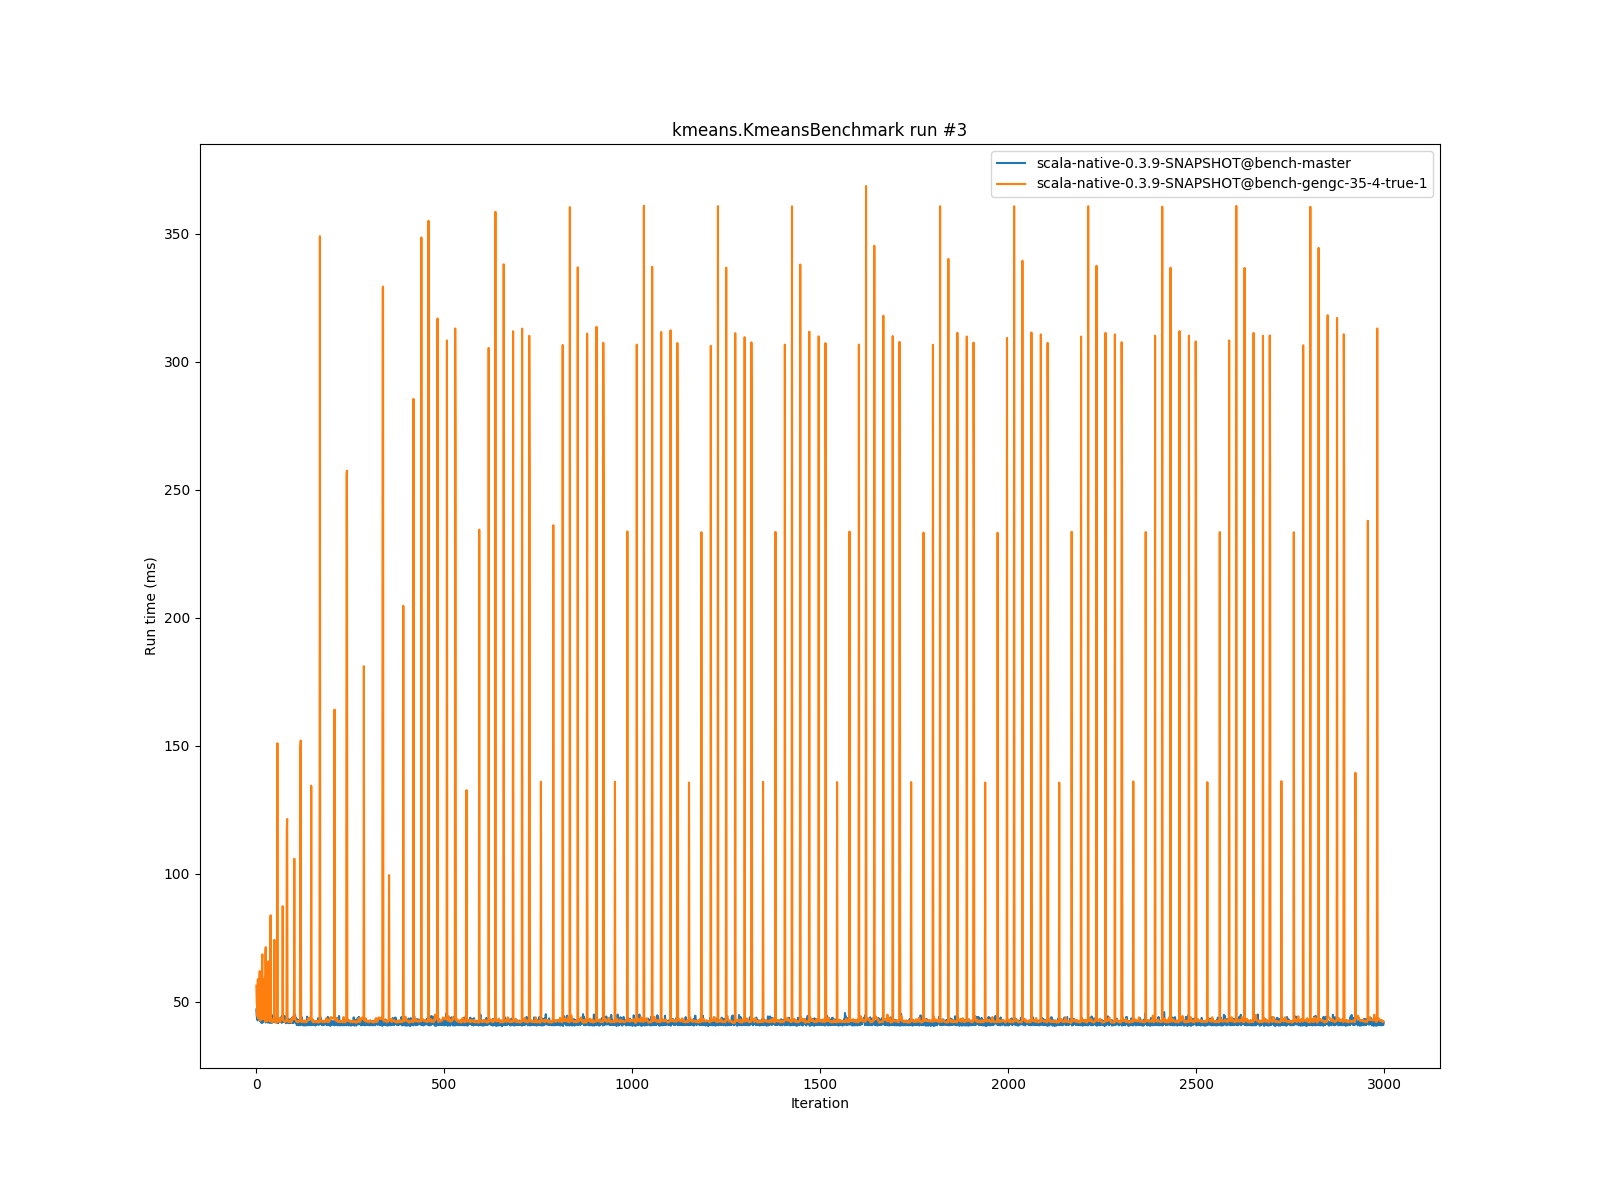 kmeans.KmeansBenchmark run #3
scala-native-0.3.9-SNAPSHOT@bench-master
scala-native-0.3.9-SNAPSHOT@bench-gengc-35-4-true-1
350
300
250
200
150
100
50
Run time (ms)
0 500 1000 1500 2000 2500 3000
Iteration